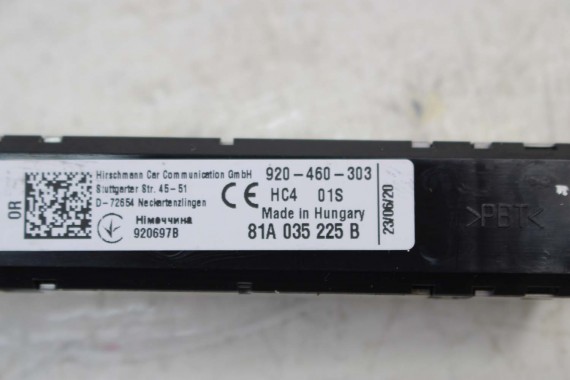 OR
Hirschmann Car Communication GmbH
Stuttgarter Str. 45-51
D-72654 Neckartenzlingen
Німеччина
920697B
CE
920-460-303
HC4 01S
Made in Hungary
81A 035 225 B
23/06/20
>PBT<